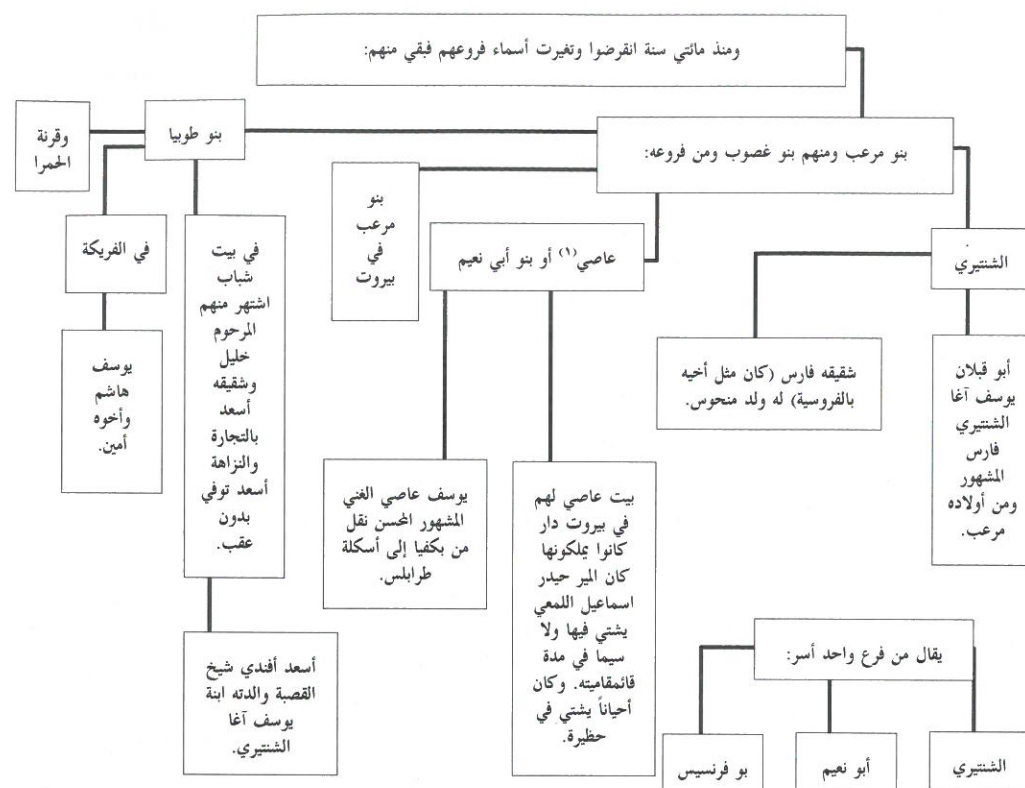 ومنذ مائتي سنة انقرضوا وتغيرت أسماء فروعهم فبقي منهم:
بنو مرعب ومنهم بنو غصوب ومن فروعه:
بنو طوبيا
وقرنة
الحمرا
الشنتيري
عاصي(١) أو بنو أبي نعيم
بنو
مرعب
في
بيروت
في بيت
شباب
اشتهر منهم
المرحوم
خليل
وشقيقه
أسعد
بالتجارة
والنزاهة
أسعد توفي
بدون
عقب.
في الفريكة
أبو قبلان
يوسف آغا
الشنتيري
فارس
المشهور
ومن أولاده
مرعب.
شقيقه فارس (كان مثل أخيه
بالفروسية) له ولد منحوس.
يوسف
هاشم
وأخوه
أمين.
بيت عاصي لهم
في بيروت دار
كانوا يملكونها
كان المير حيدر
اسماعيل اللمعي
يشتي فيها ولا
سيما في مدة
قائمقاميته. وكان
أحياناً يشتي في
حظيرة.
يوسف عاصي الغني
المشهور المحسن نقل
من بكفيا إلى أسكلة
طرابلس.
أسعد أفندي شيخ
القصبة والدته ابنة
يوسف آغا
الشنتيري.
يقال من فرع واحد أسر:
الشنتيري
أبو نعيم
بو فرنسيس